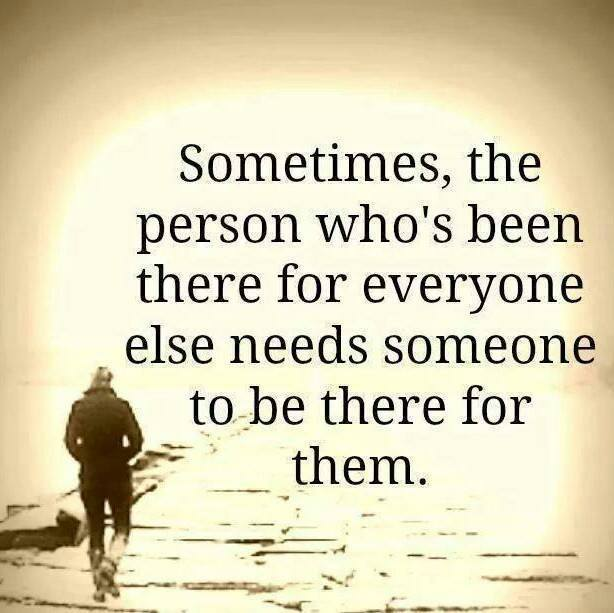 Sometimes, the
person who's been
there for everyone
else needs someone
to be there for
them.